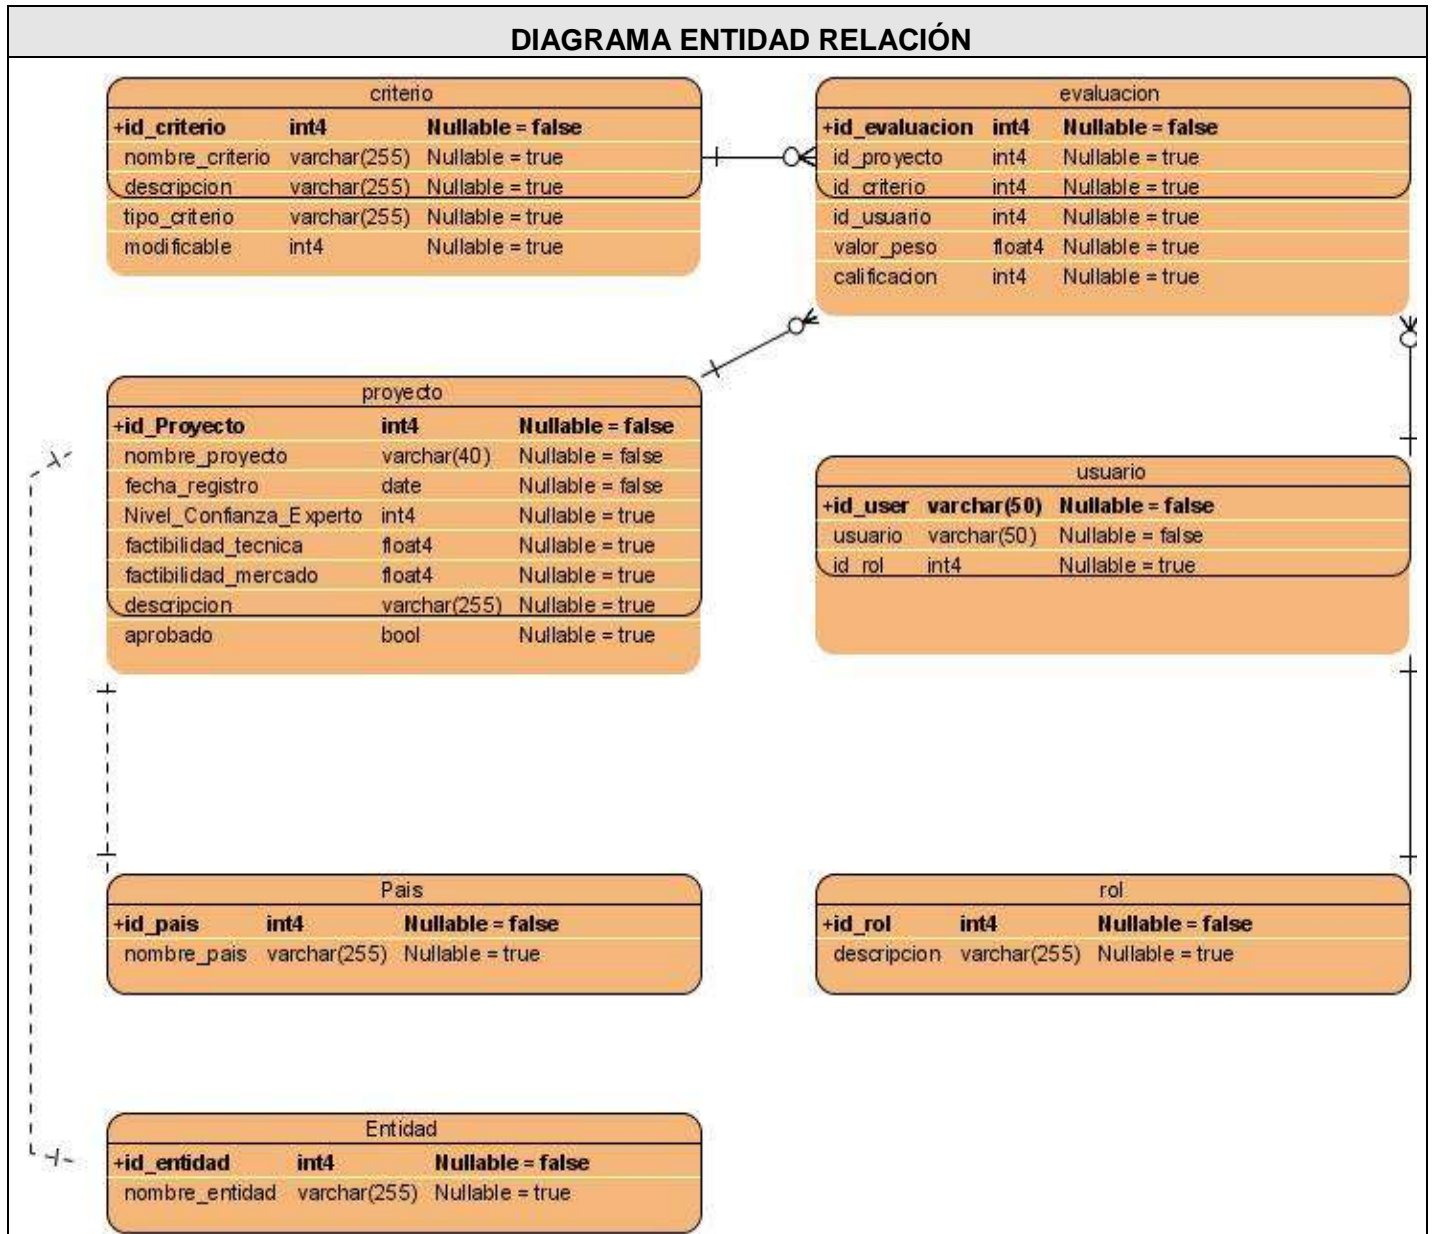 DIAGRAMA ENTIDAD RELACIÓN
criterio
+id_criterio int4 Nullable = false
nombre_criterio varchar(255) Nullable = true
descripcion varchar(255) Nullable = true
tipo_criterio varchar(255) Nullable = true
modificable int4 Nullable = true
evaluacion
+id_evaluacion int4 Nullable = false
id_proyecto int4 Nullable = true
id_criterio int4 Nullable = true
id_usuario int4 Nullable = true
valor_peso float4 Nullable = true
calificacion int4 Nullable = true
proyecto
+id_Proyecto int4 Nullable = false
nombre_proyecto varchar(40) Nullable = false
fecha_registro date Nullable = false
Nivel_Confianza_Experto int4 Nullable = true
factibilidad_tecnica float4 Nullable = true
factibilidad_mercado float4 Nullable = true
descripcion varchar(255) Nullable = true
aprobado bool Nullable = true
usuario
+id_user varchar(50) Nullable = false
usuario varchar(50) Nullable = false
id_rol int4 Nullable = true
Pais
+id_pais int4 Nullable = false
nombre_pais varchar(255) Nullable = true
rol
+id_rol int4 Nullable = false
descripcion varchar(255) Nullable = true
Entidad
+id_entidad int4 Nullable = false
nombre_entidad varchar(255) Nullable = true